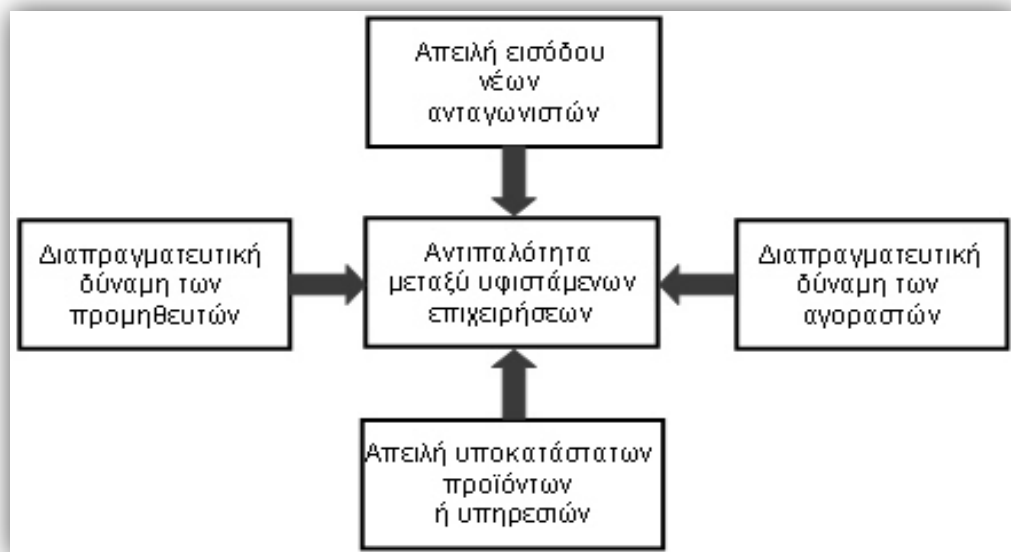 Απειλή εισόδου
νέων
ανταγωνιστών
Διαπραγματευτική
δύναμη των
προμηθευτών
Αντιπαλότητα
μεταξύ υφιστάμενων
επιχειρήσεων
Διαπραγματευτική
δύναμη των
αγοραστών
Απειλή υποκατάστατων
προϊόντων
ή υπηρεσιών